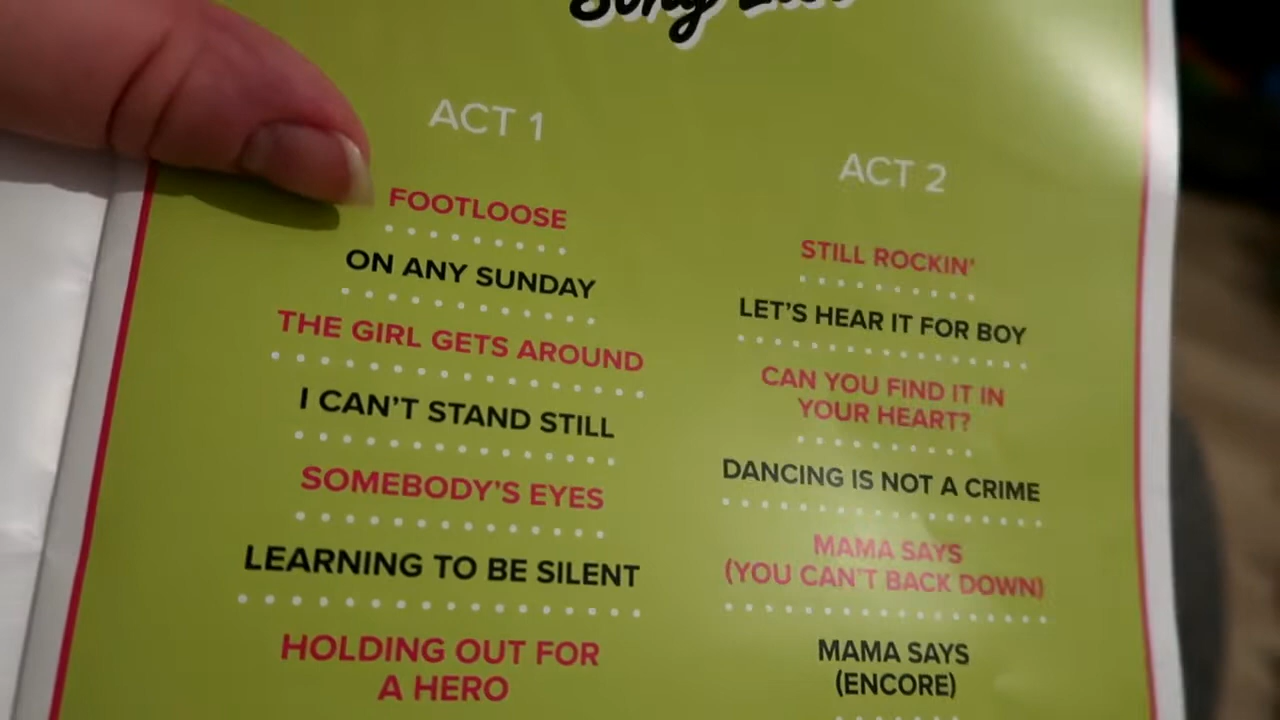 Song List
ACT 1
FOOTLOOSE
ON ANY SUNDAY
THE GIRL GETS AROUND
I CAN'T STAND STILL
SOMEBODY'S EYES
LEARNING TO BE SILENT
HOLDING OUT FOR
A HERO
ACT 2
STILL ROCKIN'
LET'S HEAR IT FOR BOY
CAN YOU FIND IT IN
YOUR HEART?
DANCING IS NOT A CRIME
MAMA SAYS
(YOU CAN'T BACK DOWN)
MAMA SAYS
(ENCORE)